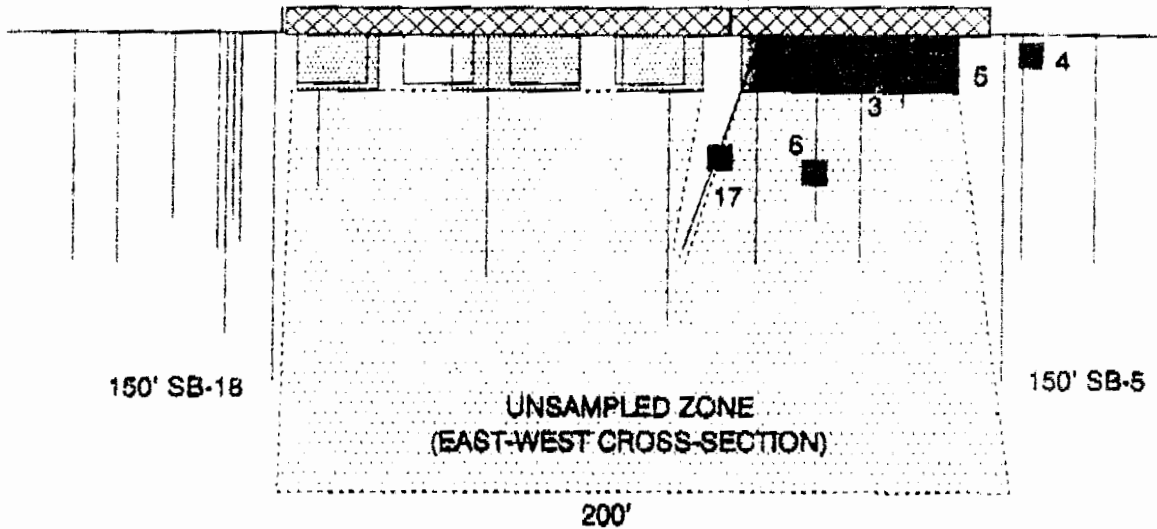 4
5
3
6
17
150' SB-18
150' SB-5
UNSAMPLED ZONE
(EAST-WEST CROSS-SECTION)
200'